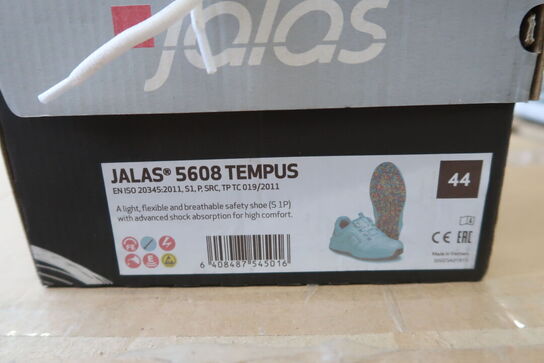 jalas
JALAS® 5608 TEMPUS
EN ISO 20345:2011, S1, P, SRC, TP TC 019/2011
A light, flexible and breathable safety shoe (S 1P)
with advanced shock absorption for high comfort.
44
CE EAC
Made in Vietnam
6 408487 545016